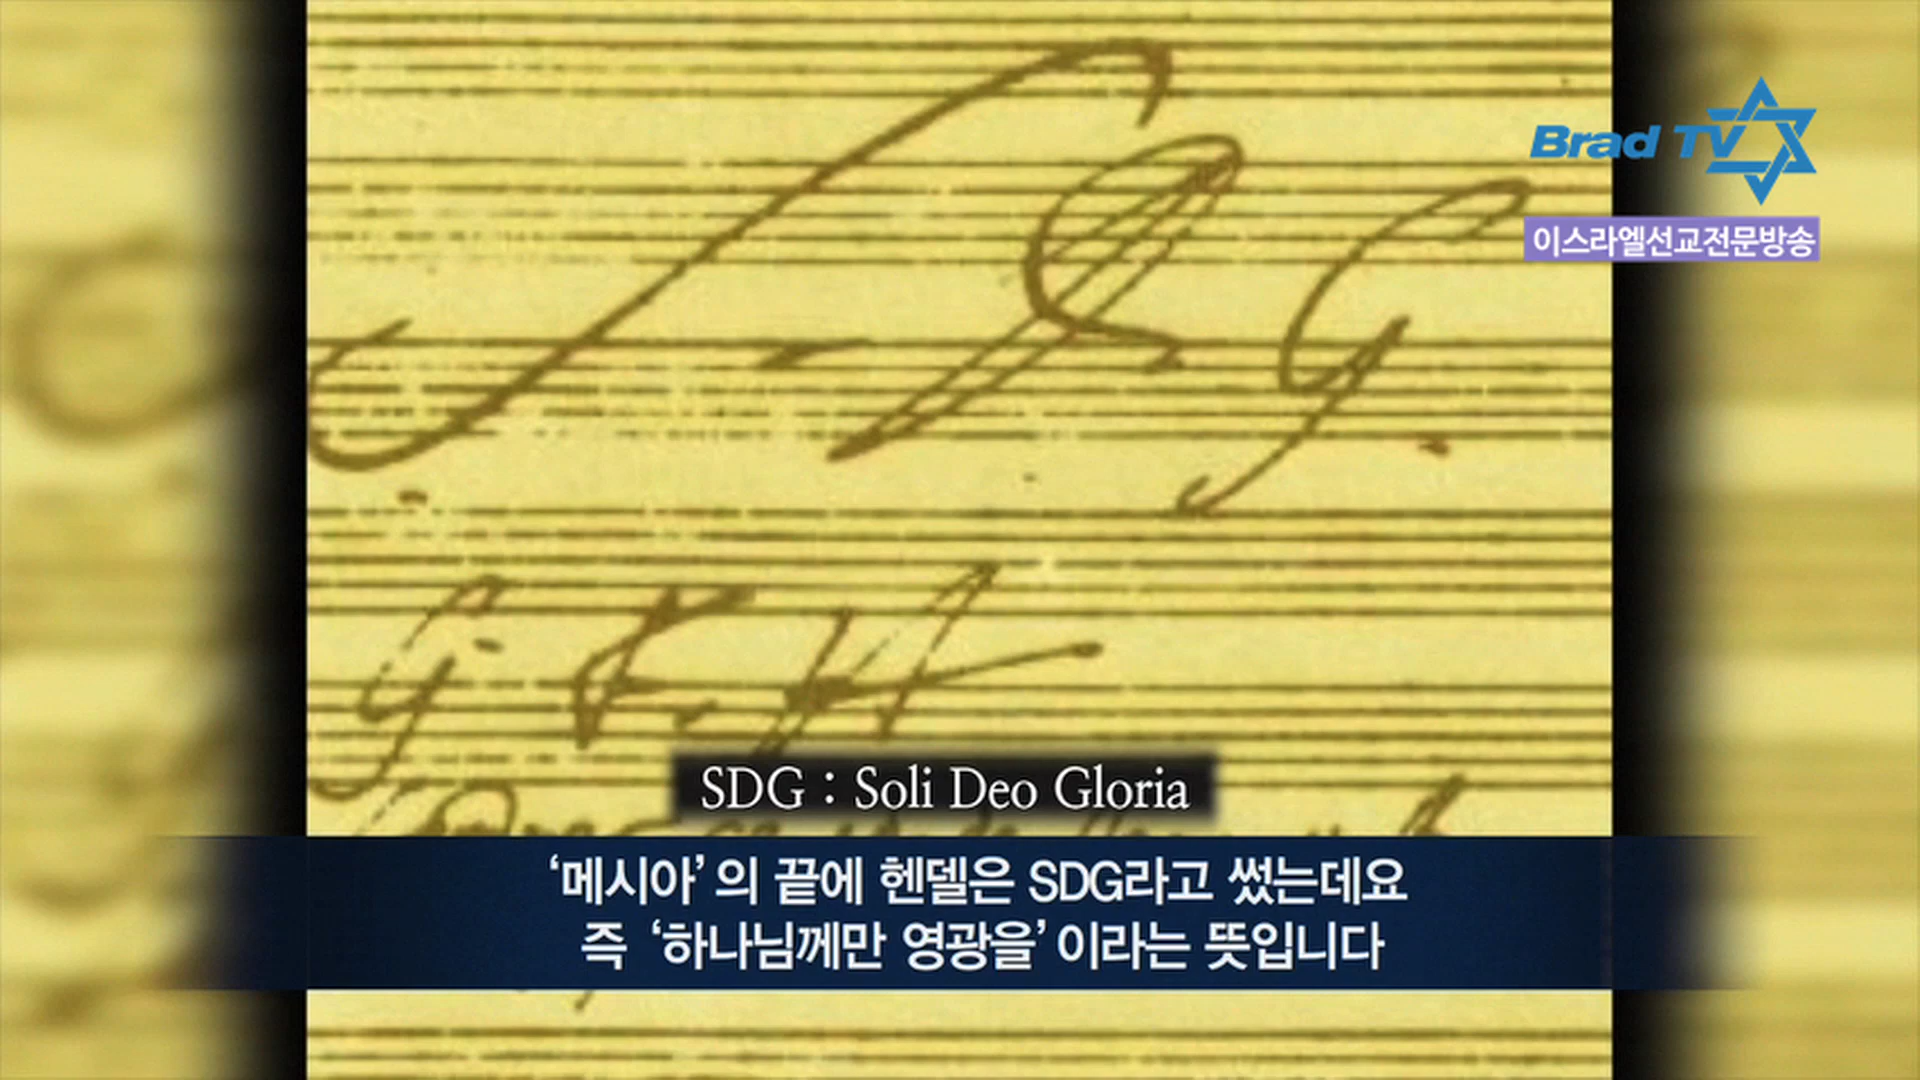 Brad TV
이스라엘선교전문방송
S. D. G.
G. F. H
SDG : Soli Deo Gloria
‘메시아’의 끝에 헨델은 SDG라고 썼는데요
즉 ‘하나님께만 영광을’이라는 뜻입니다